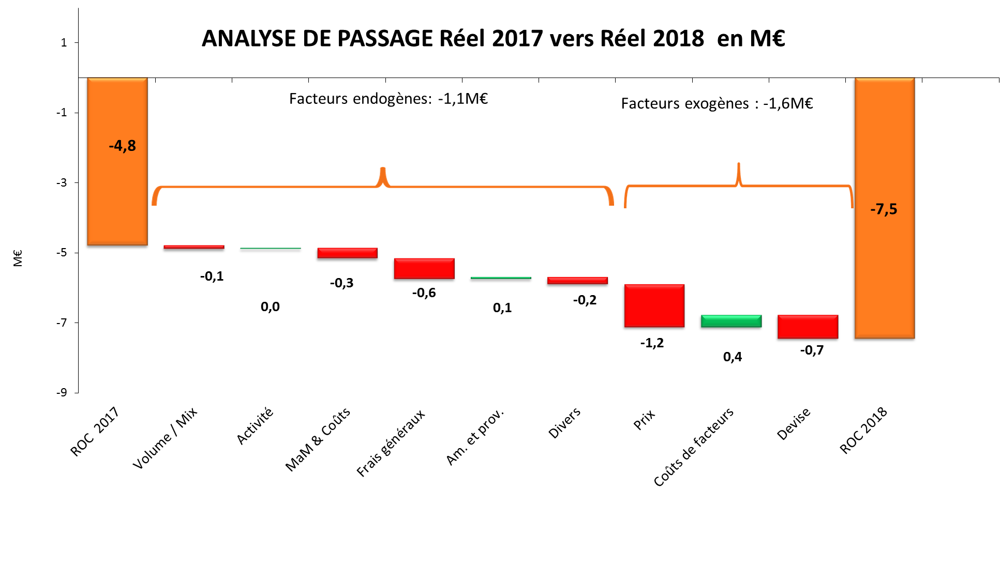 ANALYSE DE PASSAGE Réel 2017 vers Réel 2018 en M€
1
-1
-3
-5
-7
-9
M€
Facteurs endogènes: -1,1M€
Facteurs exogènes : -1,6M€
-4,8
-0,1
0,0
-0,3
-0,6
0,1
-0,2
-1,2
0,4
-0,7
-7,5
ROC 2017
Volume / Mix
Activité
MaM & Coûts
Frais généraux
Am. et prov.
Divers
Prix
Coûts de facteurs
Devise
ROC 2018